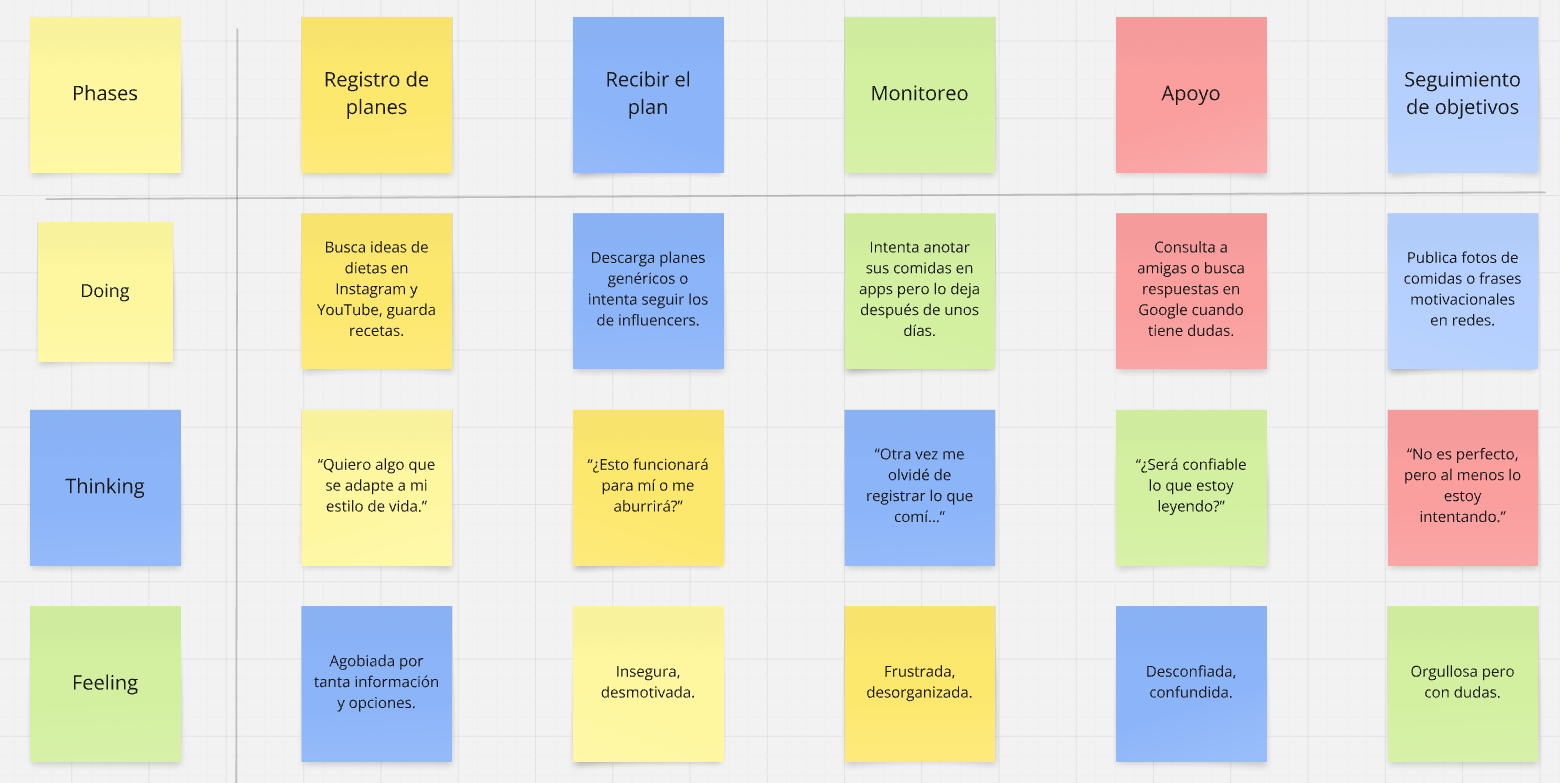 Phases
Registro de
planes
Recibir el
plan
Monitoreo
Apoyo
Seguimiento
de objetivos
Doing
Busca ideas de
dietas en
Instagram y
YouTube, guarda
recetas.
Descarga planes
genéricos o
intenta seguir los
de influencers.
Intenta anotar
sus comidas en
apps pero lo deja
después de unos
días.
Consulta a
amigas o busca
respuestas en
Google cuando
tiene dudas.
Publica fotos de
comidas o frases
motivacionales
en redes.
Thinking
“Quiero algo que
se adapte a mi
estilo de vida.”
“¿Esto funcionará
para mí o me
aburrirá?”
“Otra vez me
olvidé de
registrar lo que
comí...”
“¿Será confiable
lo que estoy
leyendo?”
“No es perfecto,
pero al menos lo
estoy
intentando.”
Feeling
Agobiada por
tanta información
y opciones.
Insegura,
desmotivada.
Frustrada,
desorganizada.
Desconfiada,
confundida.
Orgullosa pero
con dudas.